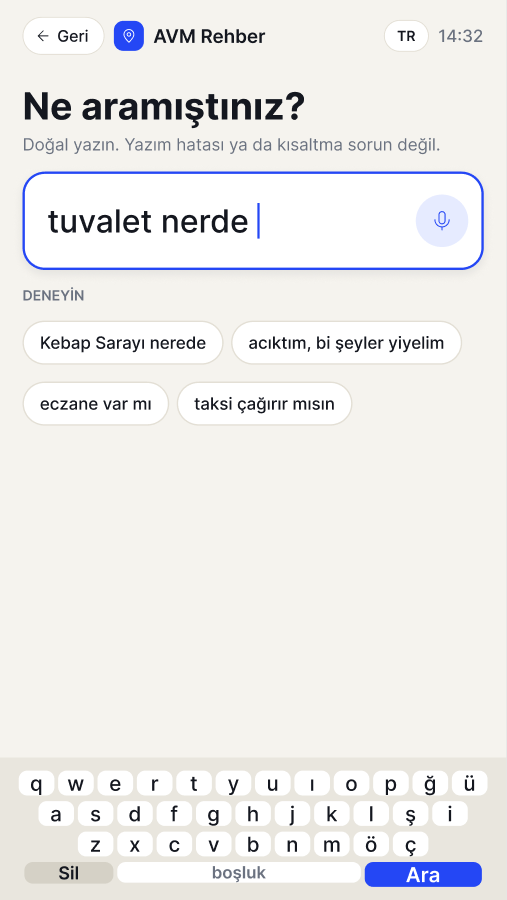 ← Geri AVM Rehber TR 14:32
Ne aramıştınız?
Doğal yazın. Yazım hatası ya da kısaltma sorun değil.
tuvalet nerde
DENEYİN
Kebap Sarayı nerede acıktım, bi şeyler yiyelim
eczane var mı taksi çağırır mısın
q w e r t y u ı o p ğ ü
a s d f g h j k l ş i
z x c v b n m ö ç
Sil boşluk Ara